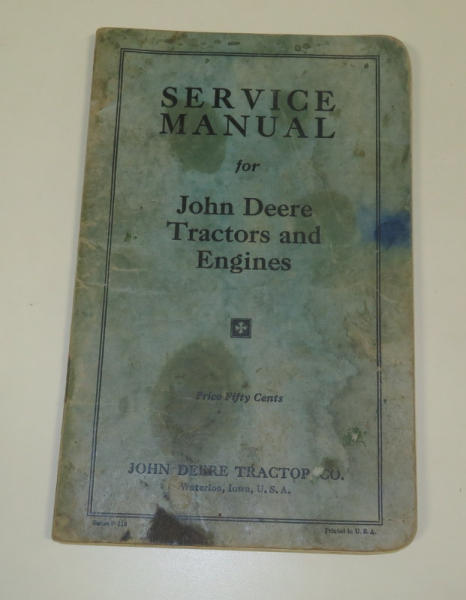 SERVICE
MANUAL
for
John Deere
Tractors and
Engines
Price Fifty Cents
JOHN DEERE TRACTOR CO.
Waterloo, Iowa, U. S. A.
Printed in U. S. A.